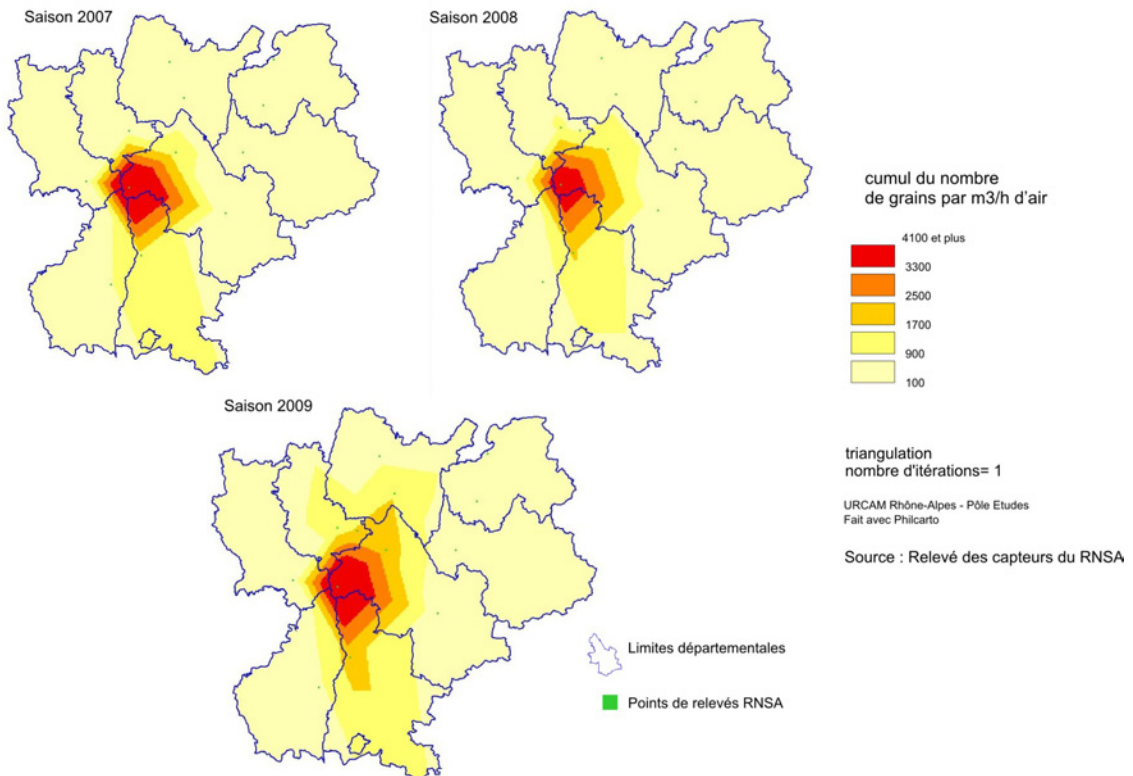 Saison 2007
Saison 2008
cumul du nombre
de grains par m3/h d'air
4100 et plus
3300
2500
1700
900
100
Saison 2009
triangulation
nombre d'itérations= 1
URCAM Rhône-Alpes - Pôle Etudes
Fait avec Philcarto
Source : Relevé des capteurs du RNSA
Limites départementales
Points de relevés RNSA